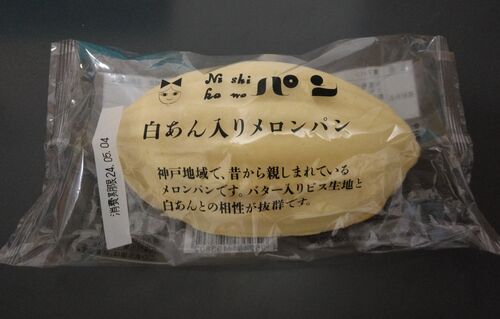 Ni shi
ka wa パン
白あん入りメロンパン
神戸地域で、昔から親しまれている
メロンパンです。バター入りビス生地と
白あんとの相性が抜群です。
消費期限24.05.04